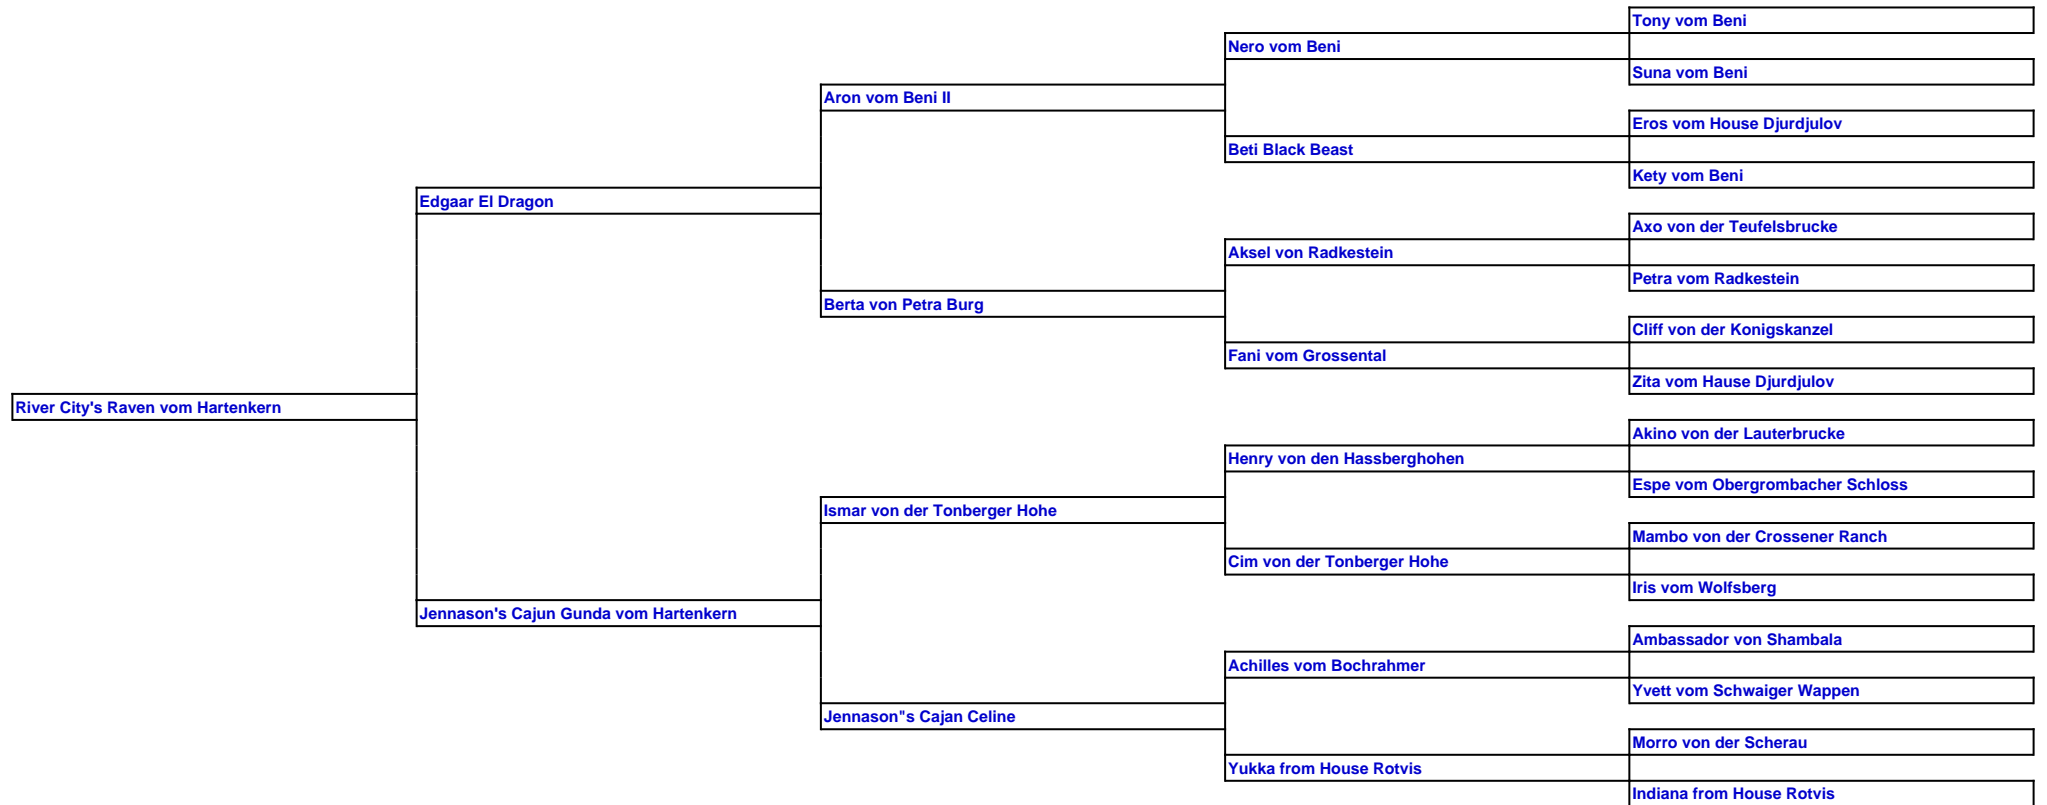 Tony vom Beni
Nero vom Beni
Suna vom Beni
Aron vom Beni II
Eros vom House Djurdjulov
Beti Black Beast
Kety vom Beni
Edgaar El Dragon
Axo von der Teufelsbrucke
Aksel von Radkestein
Petra vom Radkestein
Berta von Petra Burg
Cliff von der Konigskanzel
Fani vom Grossental
Zita vom Hause Djurdjulov
River City's Raven vom Hartenkern
Akino von der Lauterbrucke
Henry von den Hassberghohen
Espe vom Obergrombacher Schloss
Ismar von der Tonberger Hohe
Mambo von der Crossener Ranch
Cim von der Tonberger Hohe
Iris vom Wolfsberg
Jennason's Cajun Gunda vom Hartenkern
Ambassador von Shambala
Achilles vom Bochrahmer
Yvett vom Schwaiger Wappen
Jennason"s Cajan Celine
Morro von der Scherau
Yukka from House Rotvis
Indiana from House Rotvis